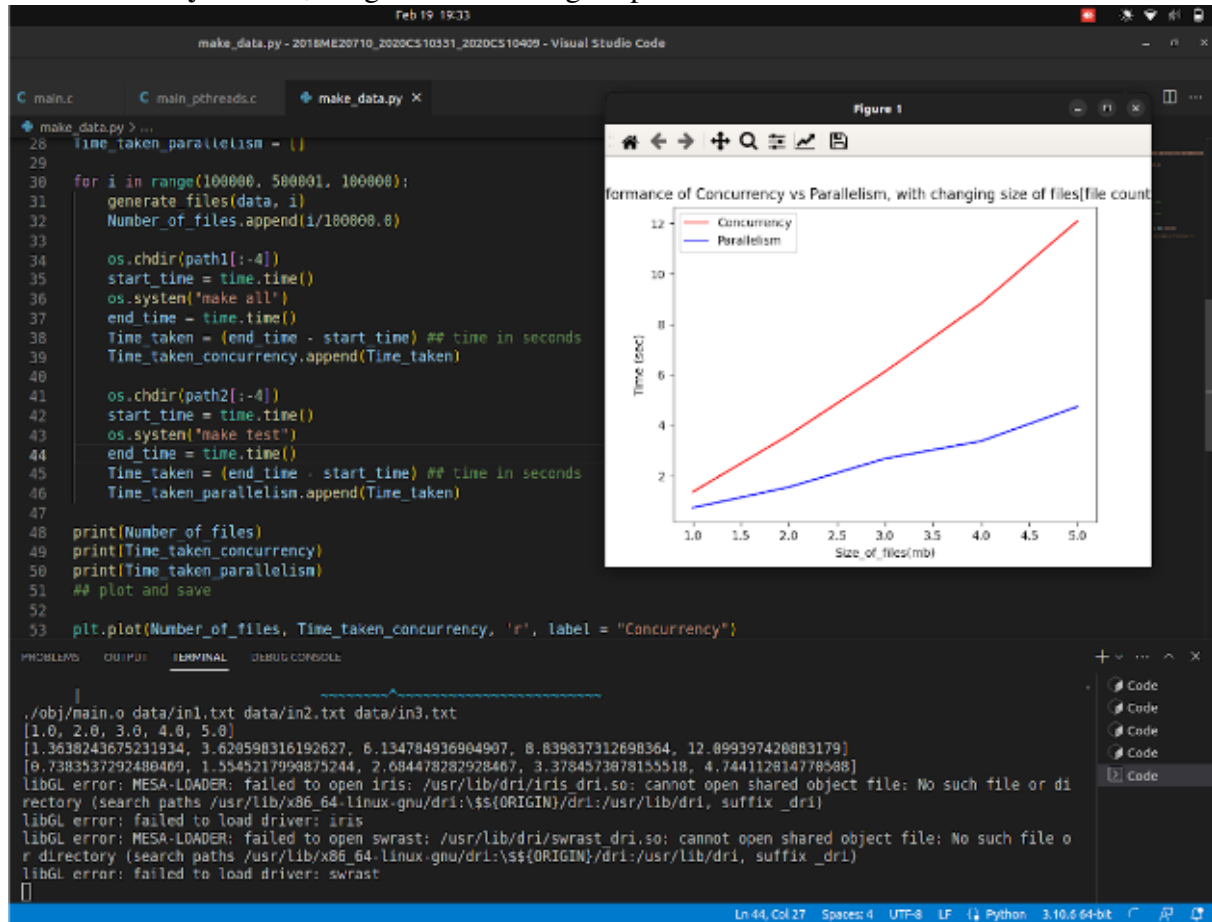 Feb 19 19:33
make_data.py - 2018ME20710_2020CS10331_2020CS10409 - Visual Studio Code
main.c
main_pthreads.c
make_data.py
make_data.py > ...
28 Time_taken_parallelism = []
29
30 for i in range(100000, 500001, 100000):
31 generate_files(data, i)
32 Number_of_files.append(i/100000.0)
33
34 os.chdir(path1[:-4])
35 start_time = time.time()
36 os.system("make all")
37 end_time = time.time()
38 Time_taken = (end_time - start_time) ## time in seconds
39 Time_taken_concurrency.append(Time_taken)
40
41 os.chdir(path2[:-4])
42 start_time = time.time()
43 os.system("make test")
44 end_time = time.time()
45 Time_taken = (end_time - start_time) ## time in seconds
46 Time_taken_parallelism.append(Time_taken)
47
48 print(Number_of_files)
49 print(Time_taken_concurrency)
50 print(Time_taken_parallelism)
51 ## plot and save
52
53 plt.plot(Number_of_files, Time_taken_concurrency, 'r', label = "Concurrency")
Figure 1
formance of Concurrency vs Parallelism, with changing size of files[file count
Concurrency
Parallelism
12
10
8
6
4
2
Time (sec)
1.0 1.5 2.0 2.5 3.0 3.5 4.0 4.5 5.0
Size_of_files(mb)
PROBLEMS OUTPUT TERMINAL DEBUG CONSOLE
./obj/main.o data/in1.txt data/in2.txt data/in3.txt
[1.0, 2.0, 3.0, 4.0, 5.0]
[1.3638243675231934, 3.620598316192627, 6.134784936904907, 8.839837312698364, 12.099397420883179]
[0.7383537292480469, 1.5545217990875244, 2.684478282928467, 3.3784573078155518, 4.744112014770508]
libGL error: MESA-LOADER: failed to open iris: /usr/lib/dri/iris_dri.so: cannot open shared object file: No such file or di
rectory (search paths /usr/lib/x86_64-linux-gnu/dri:\$${ORIGIN}/dri:/usr/lib/dri, suffix _dri)
libGL error: failed to load driver: iris
libGL error: MESA-LOADER: failed to open swrast: /usr/lib/dri/swrast_dri.so: cannot open shared object file: No such file o
r directory (search paths /usr/lib/x86_64-linux-gnu/dri:\$${ORIGIN}/dri:/usr/lib/dri, suffix _dri)
libGL error: failed to load driver: swrast
Code
Code
Code
Code
Code
Ln 44, Col 27 Spaces: 4 UTF-8 LF Python 3.10.6 64-bit